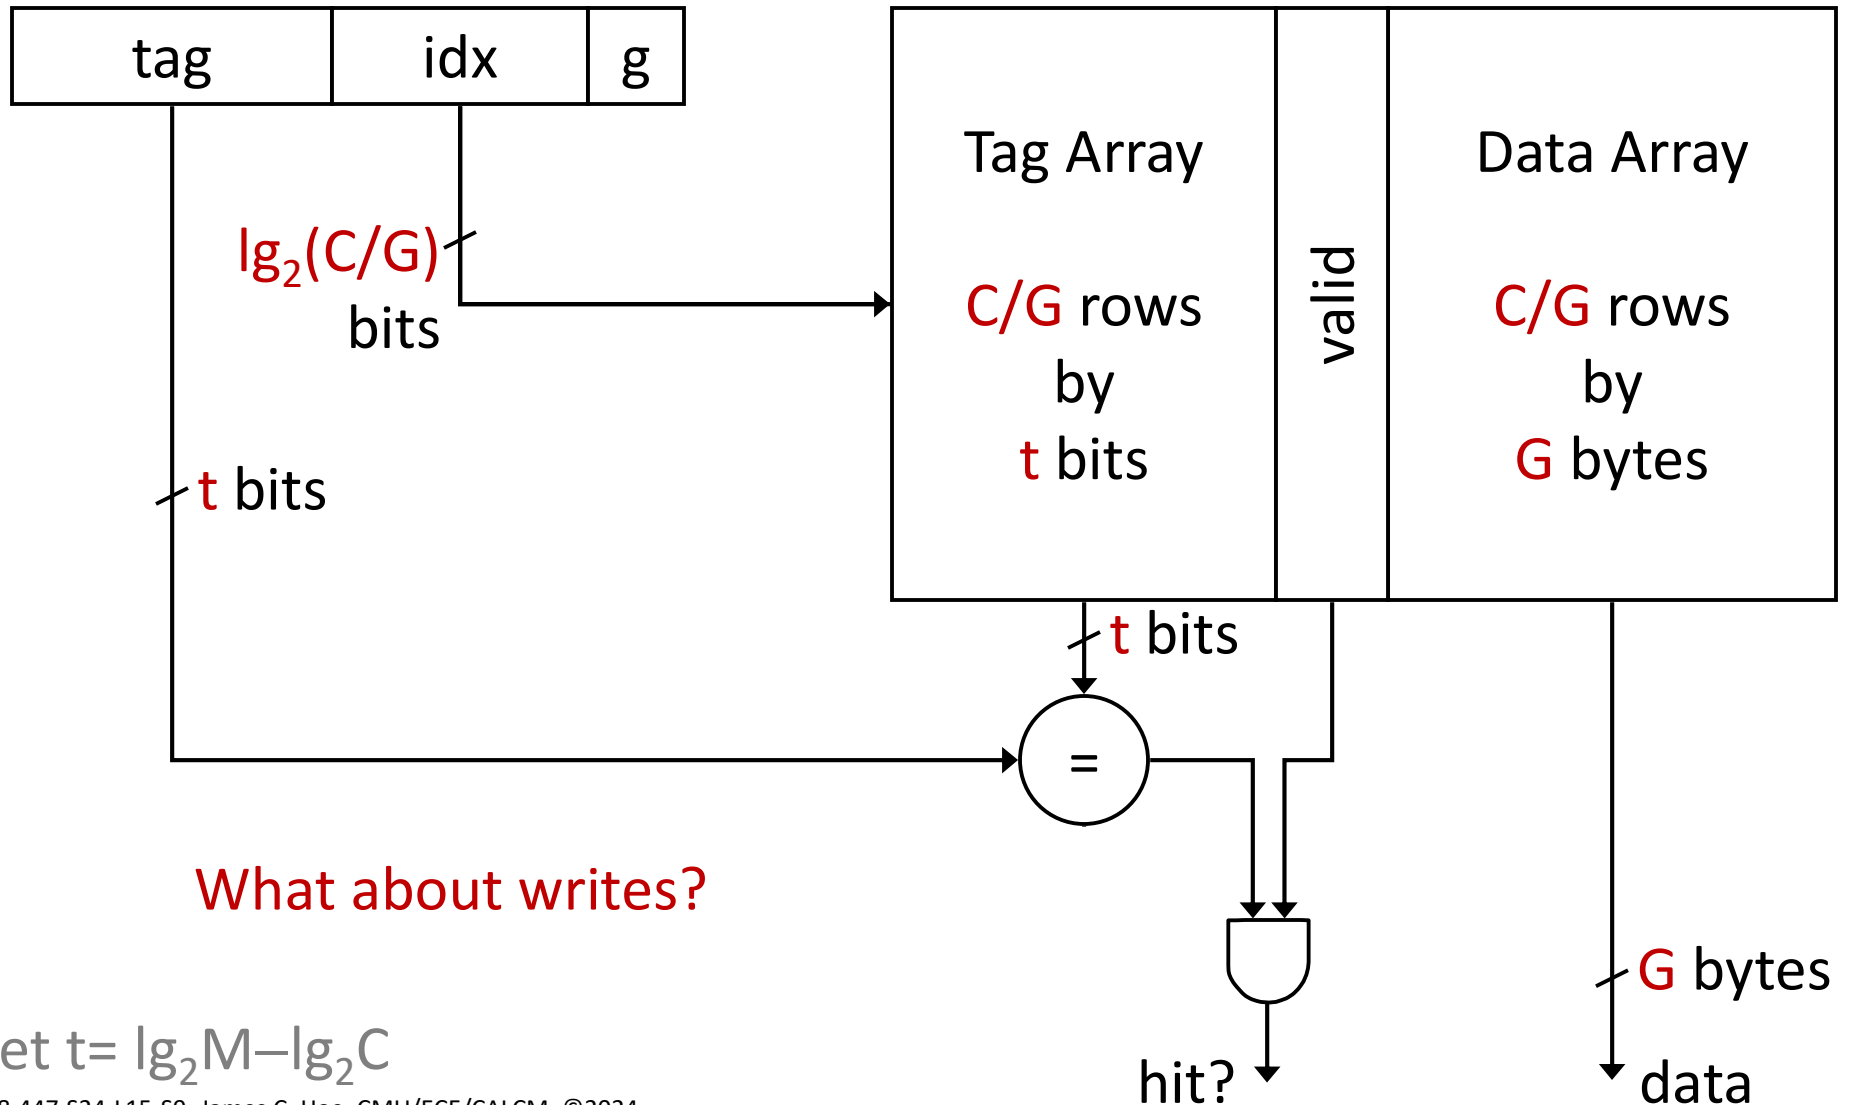 tag idx g
Tag Array
Data Array
lg₂(C/G)
bits
C/G rows
by
t bits
valid
C/G rows
by
G bytes
t bits
t bits
=
What about writes?
G bytes
et t= lg₂M–lg₂C
hit?
data